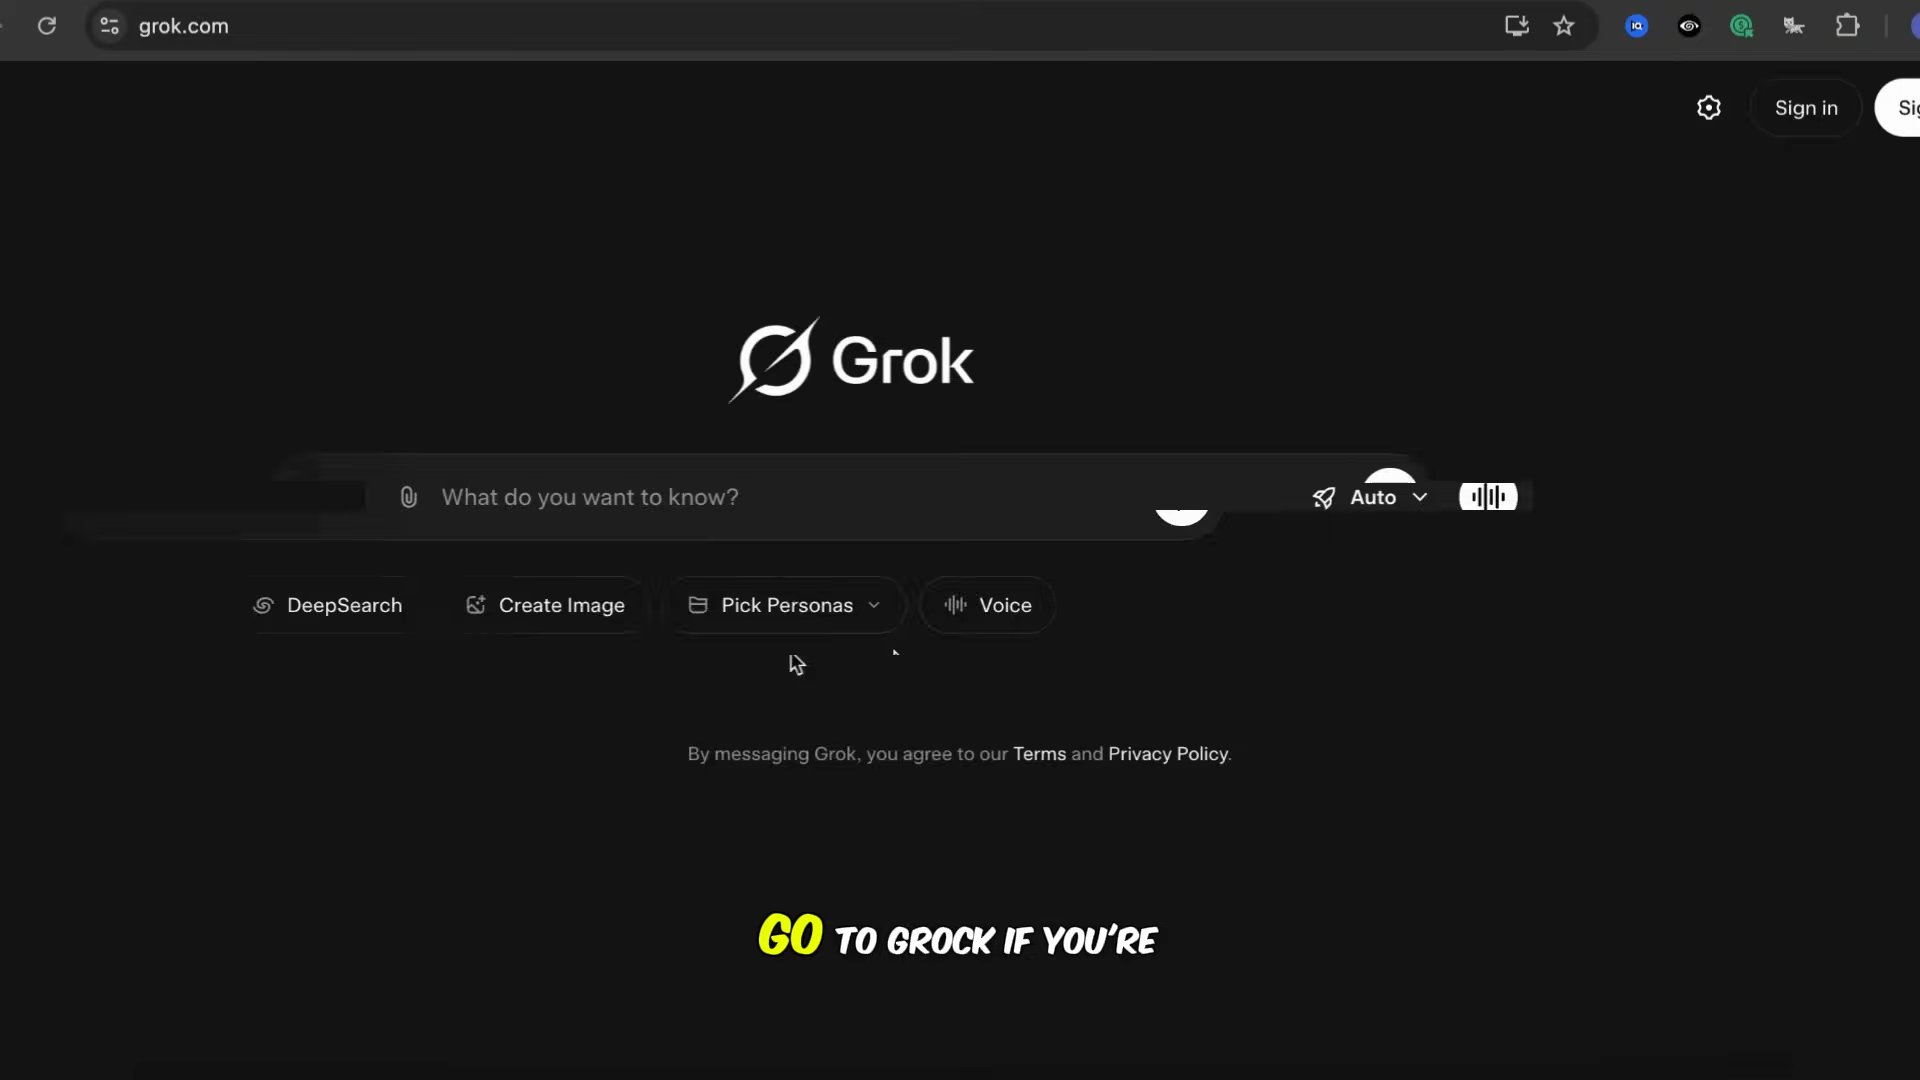 grok.com
Sign in
Grok
What do you want to know?
Auto
DeepSearch
Create Image
Pick Personas
Voice
By messaging Grok, you agree to our Terms and Privacy Policy.
GO TO GROCK IF YOU'RE